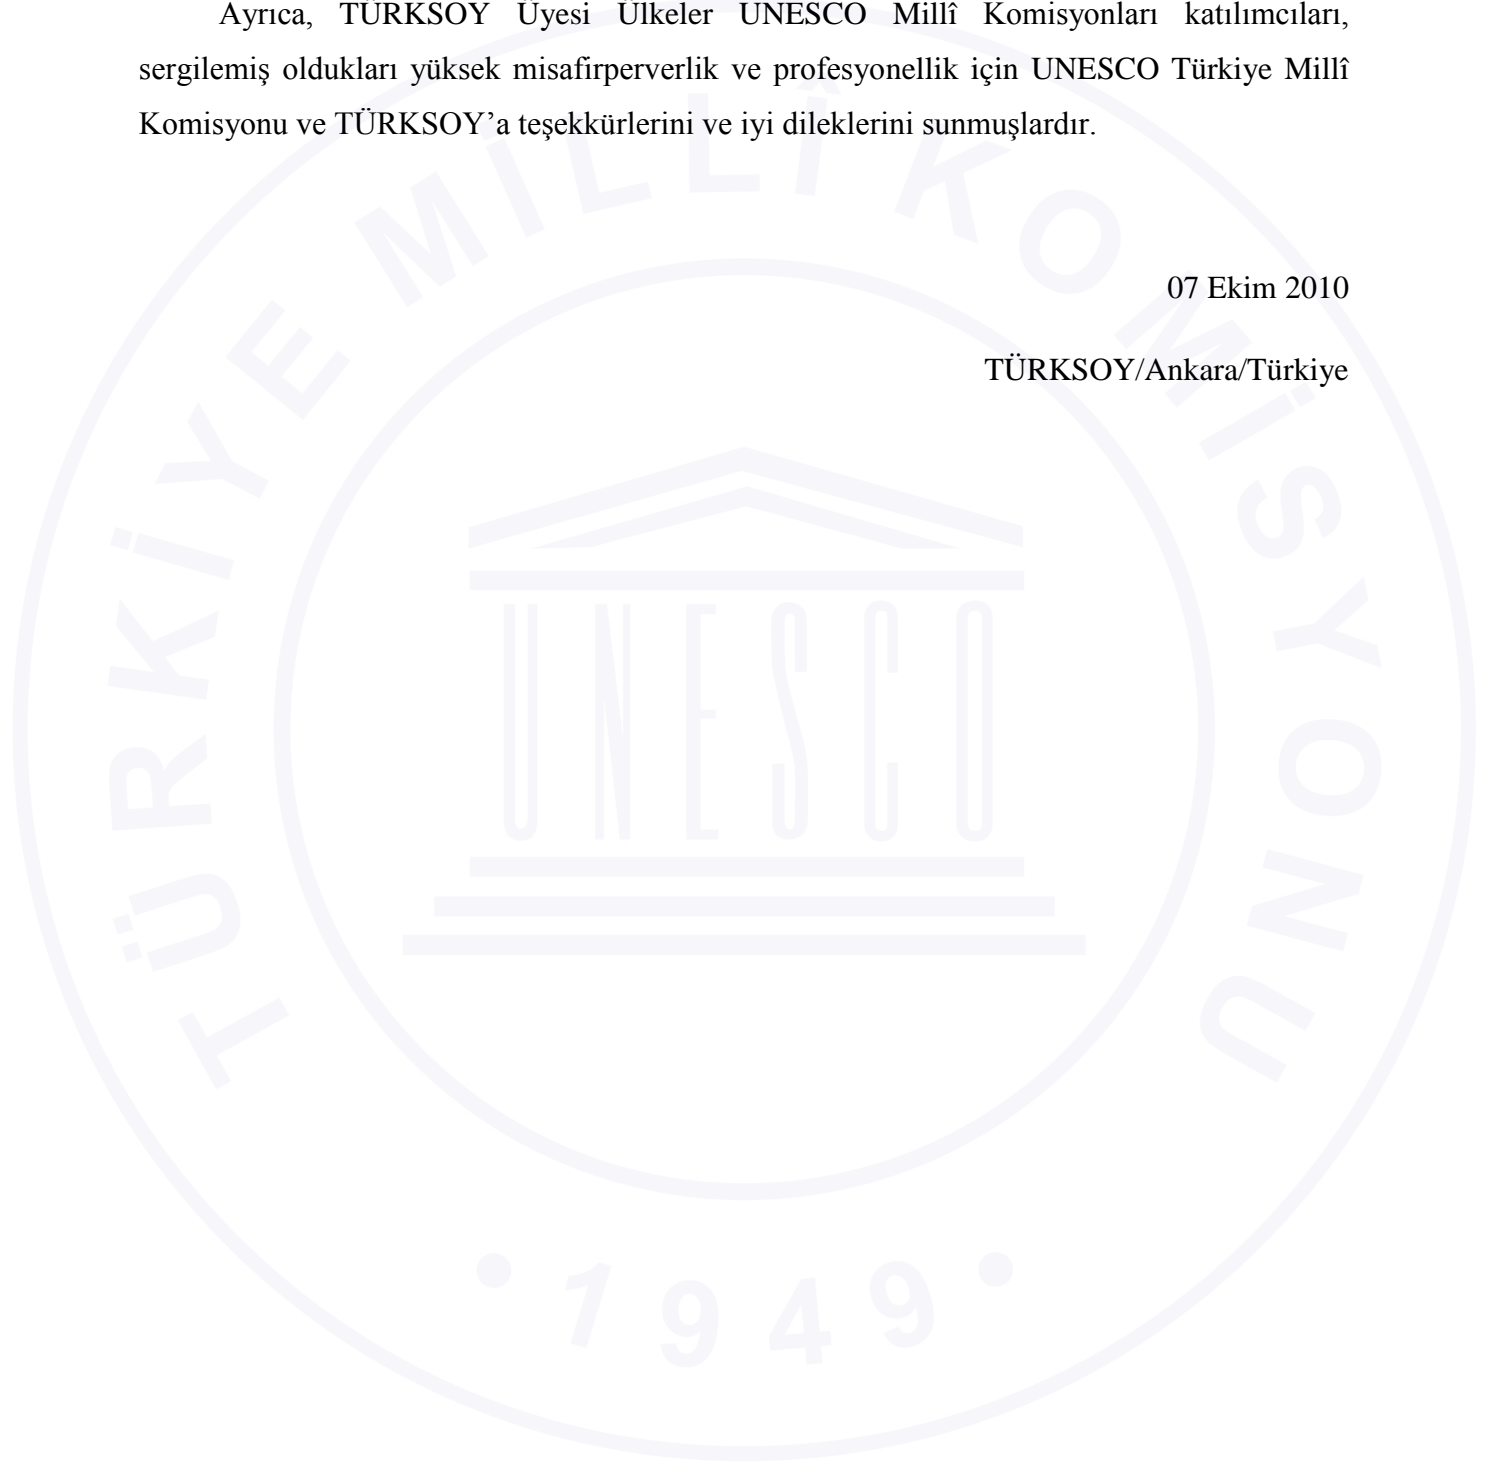 Ayrıca, TÜRKSOY Üyesi Ülkeler UNESCO Millî Komisyonları katılımcıları,
sergilemiş oldukları yüksek misafirperverlik ve profesyonellik için UNESCO Türkiye Millî
Komisyonu ve TÜRKSOY’a teşekkürlerini ve iyi dileklerini sunmuşlardır.
07 Ekim 2010
TÜRKSOY/Ankara/Türkiye
TÜRKİYE MİLLÎ KOMİSYONU
UNESCO
• 1949 •